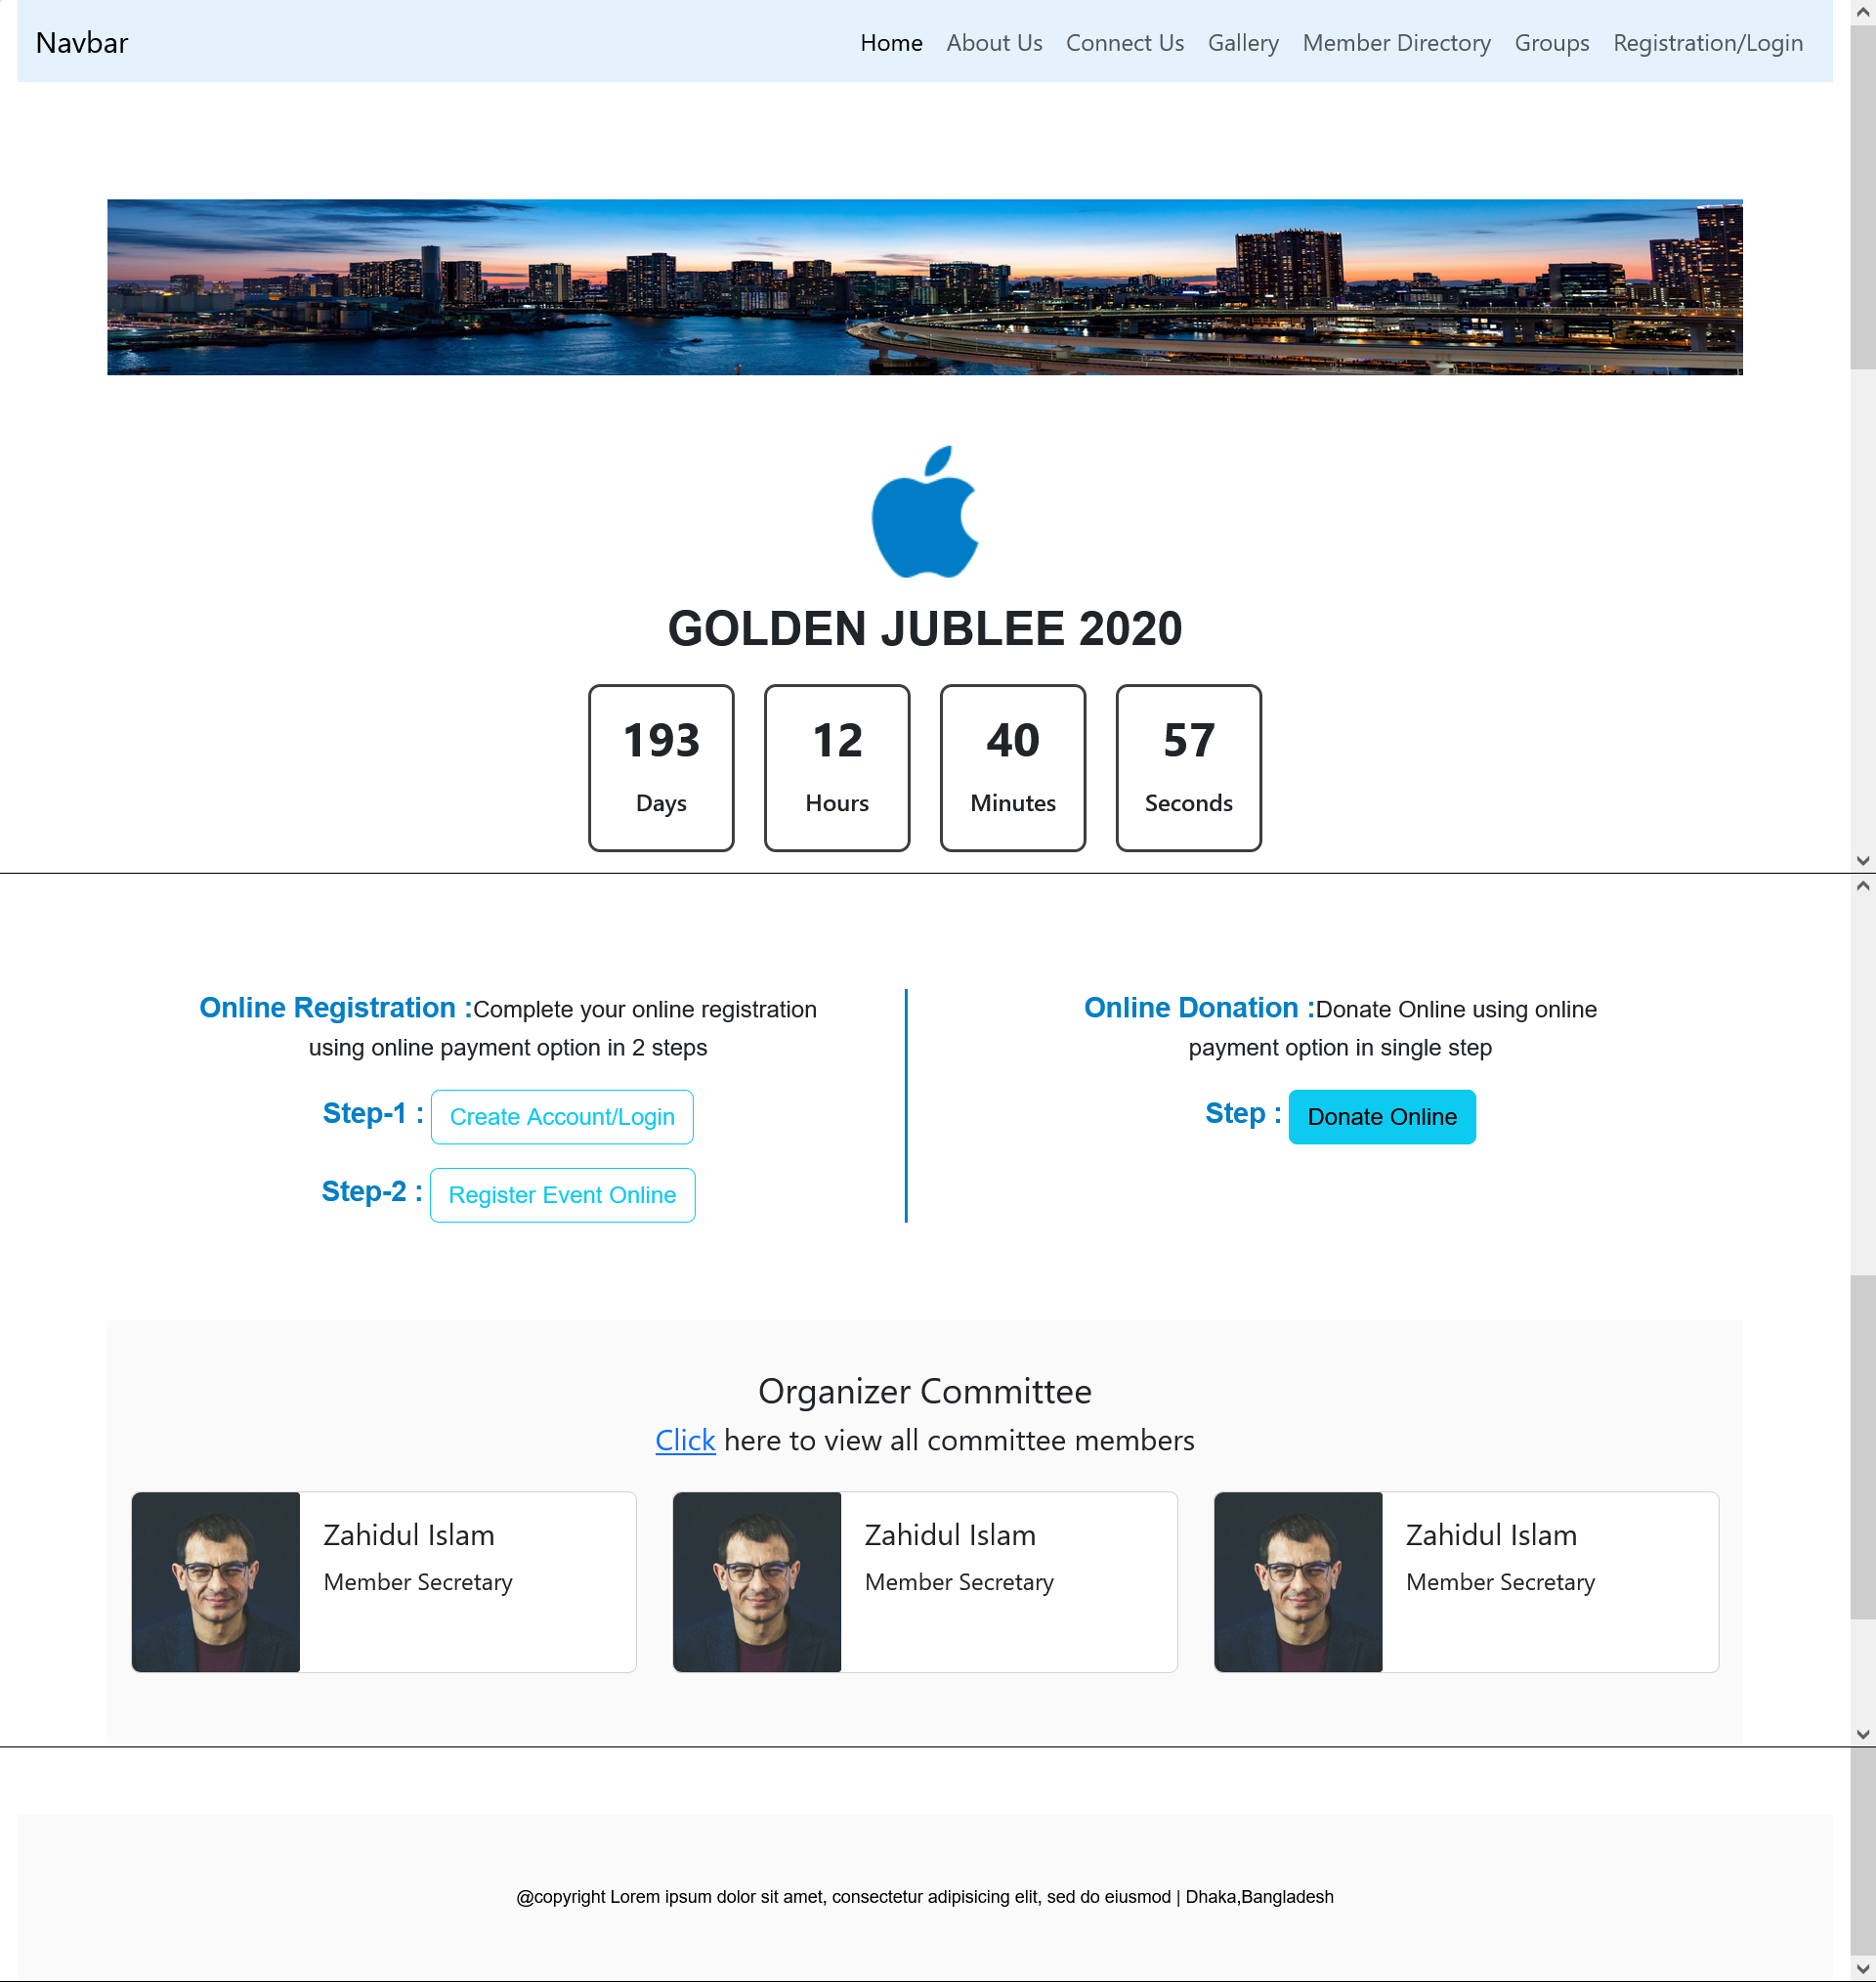 Navbar
Home About Us Connect Us Gallery Member Directory Groups Registration/Login
GOLDEN JUBLEE 2020
193 12 40 57
Days Hours Minutes Seconds
Online Registration :Complete your online registration
using online payment option in 2 steps
Step-1 : Create Account/Login
Step-2 : Register Event Online
Online Donation :Donate Online using online
payment option in single step
Step : Donate Online
Organizer Committee
Click here to view all committee members
Zahidul Islam
Member Secretary
Zahidul Islam
Member Secretary
Zahidul Islam
Member Secretary
@copyright Lorem ipsum dolor sit amet, consectetur adipisicing elit, sed do eiusmod | Dhaka,Bangladesh